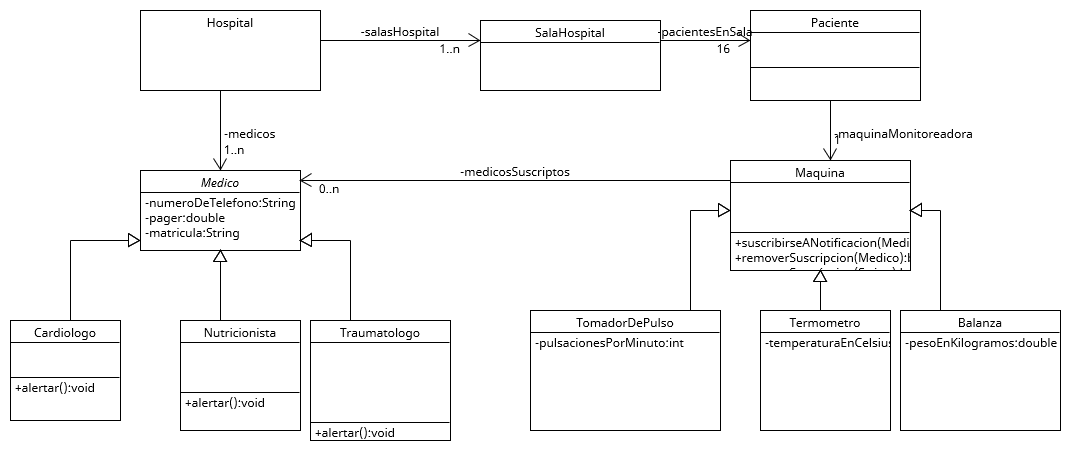 Hospital
-salasHospital
1..n
SalaHospital
-pacientesEnSala
16
Paciente
-medicos
1..n
-maquinaMonitoreadora
1
Medico
-numeroDeTelefono:String
-pager:double
-matricula:String
-medicosSuscriptos
0..n
Maquina
+suscribirseANotificacion(Medi
+removerSuscripcion(Medico):
Cardiologo
+alertar():void
Nutricionista
+alertar():void
Traumatologo
+alertar():void
TomadorDePulso
-pulsacionesPorMinuto:int
Termometro
-temperaturaEnCelsius
Balanza
-pesoEnKilogramos:double